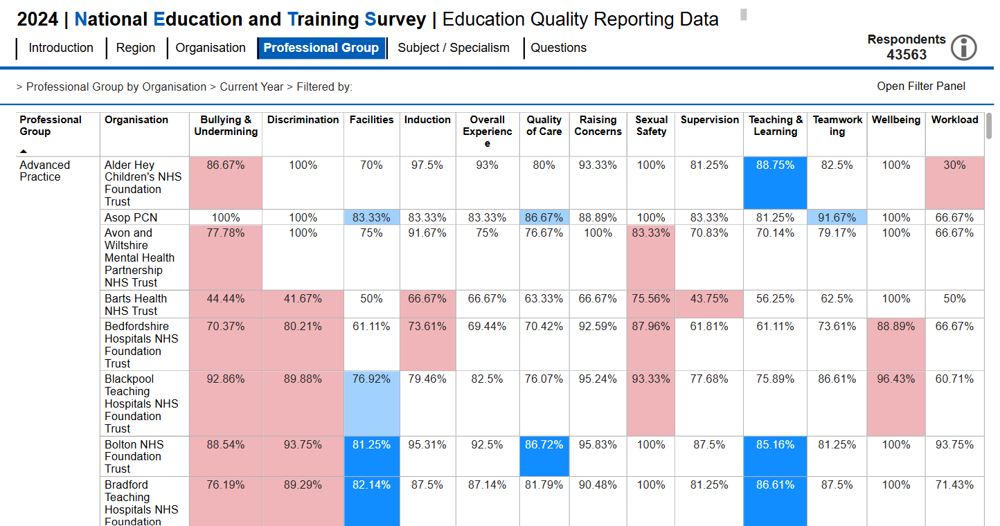 2024 | National Education and Training Survey | Education Quality Reporting Data
Introduction Region Organisation Professional Group Subject / Specialism Questions
Respondents
43563
> Professional Group by Organisation > Current Year > Filtered by:
Open Filter Panel
Professional Group Organisation Bullying & Undermining Discrimination Facilities Induction Overall Experienc e Quality of Care Raising Concerns Sexual Safety Supervision Teaching & Learning Teamwork ing Wellbeing Workload
Advanced Practice
Alder Hey Children's NHS Foundation Trust 86.67% 100% 70% 97.5% 93% 80% 93.33% 100% 81.25% 88.75% 82.5% 100% 30%
Asop PCN 100% 100% 83.33% 83.33% 83.33% 86.67% 88.89% 100% 83.33% 81.25% 91.67% 100% 66.67%
Avon and Wiltshire Mental Health Partnership NHS Trust 77.78% 100% 75% 91.67% 75% 76.67% 100% 83.33% 70.83% 70.14% 79.17% 100% 66.67%
Barts Health NHS Trust 44.44% 41.67% 50% 66.67% 66.67% 63.33% 66.67% 75.56% 43.75% 56.25% 62.5% 100% 50%
Bedfordshire Hospitals NHS Foundation Trust 70.37% 80.21% 61.11% 73.61% 69.44% 70.42% 92.59% 87.96% 61.81% 61.11% 73.61% 88.89% 66.67%
Blackpool Teaching Hospitals NHS Foundation Trust 92.86% 89.88% 76.92% 79.46% 82.5% 76.07% 95.24% 93.33% 77.68% 75.89% 86.61% 96.43% 60.71%
Bolton NHS Foundation Trust 88.54% 93.75% 81.25% 95.31% 92.5% 86.72% 95.83% 100% 87.5% 85.16% 81.25% 100% 93.75%
Bradford Teaching Hospitals NHS Foundation 76.19% 89.29% 82.14% 87.5% 87.14% 81.79% 90.48% 100% 81.25% 86.61% 87.5% 100% 71.43%